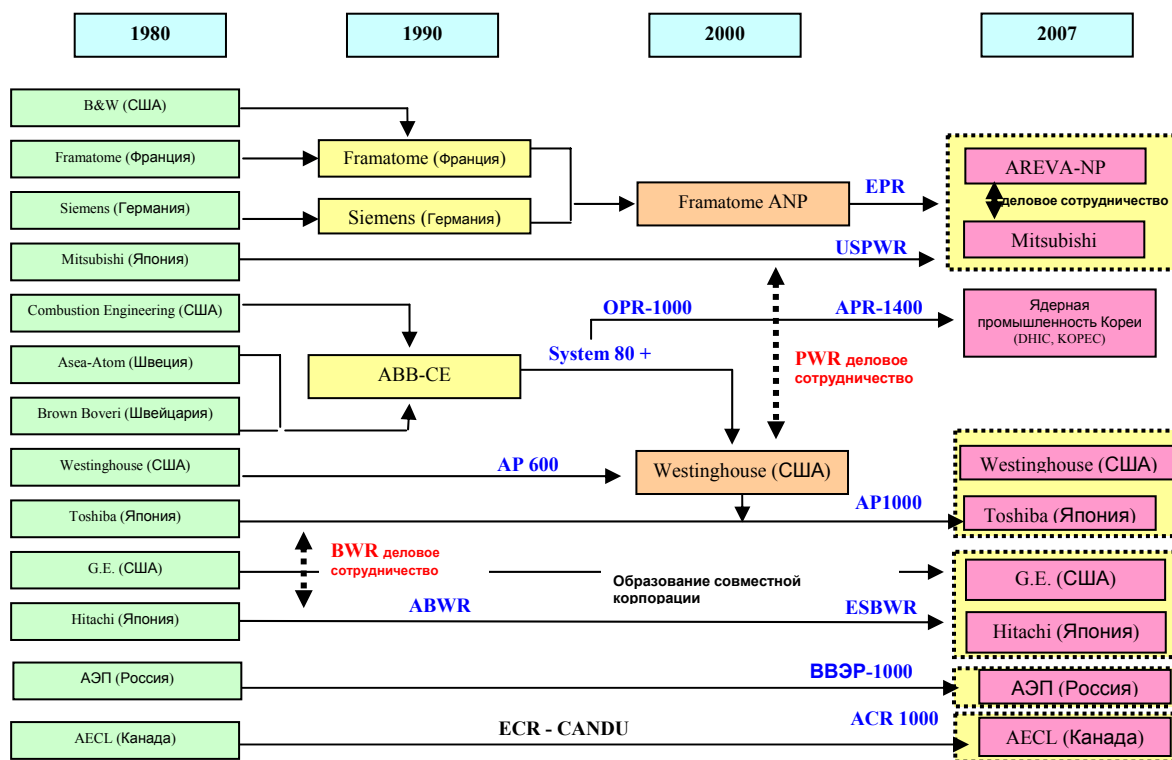 1980
1990
2000
2007
B&W (США)
Framatome (Франция)
Framatome (Франция)
Siemens (Германия)
Siemens (Германия)
Framatome ANP
EPR
AREVA-NP
деловое сотрудничество
Mitsubishi
Mitsubishi (Япония)
USPWR
Combustion Engineering (США)
OPR-1000
APR-1400
Ядерная
промышленность Кореи
(DHIC, KOPEC)
System 80 +
Asea-Atom (Швеция)
ABB-CE
PWR деловое
сотрудничество
Brown Boveri (Швейцария)
Westinghouse (США)
AP 600
Westinghouse (США)
Westinghouse (США)
Toshiba (Япония)
AP1000
Toshiba (Япония)
BWR деловое
сотрудничество
G.E. (США)
Образование совместной
корпорации
G.E. (США)
Hitachi (Япония)
ABWR
ESBWR
Hitachi (Япония)
АЭП (Россия)
ВВЭР-1000
АЭП (Россия)
AECL (Канада)
ECR - CANDU
ACR 1000
AECL (Канада)